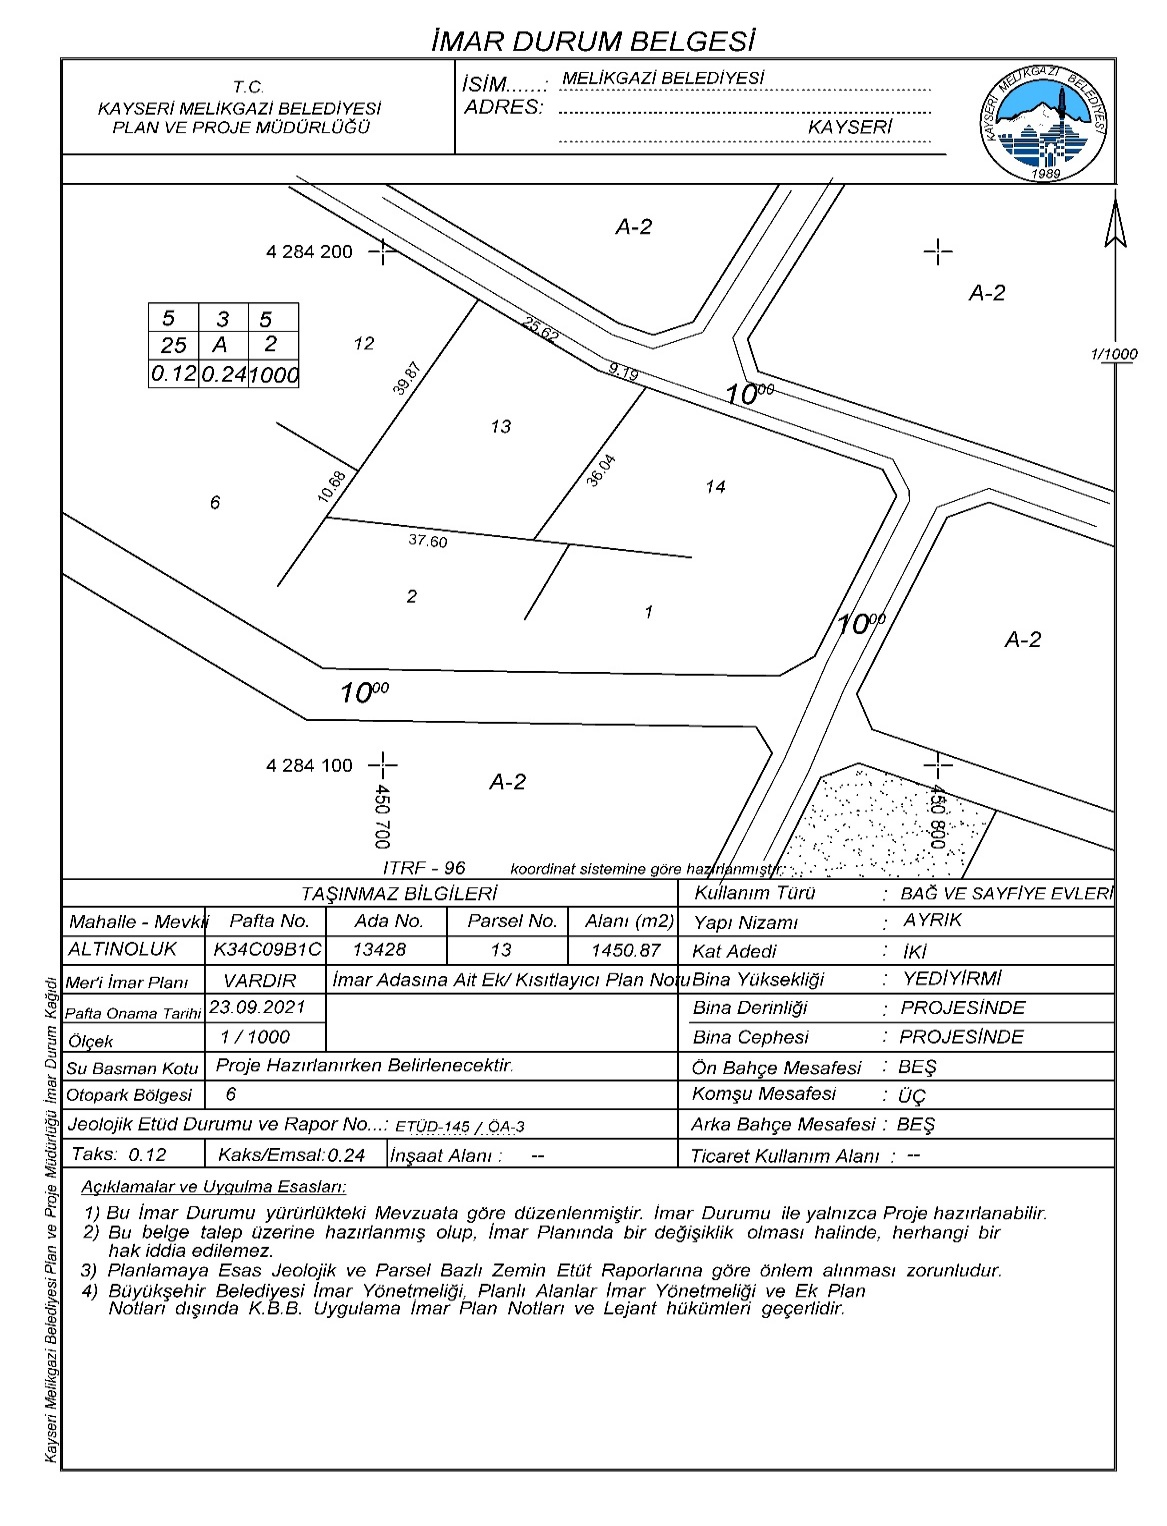 İMAR DURUM BELGESİ
T.C.
KAYSERİ MELİKGAZİ BELEDİYESİ
PLAN VE PROJE MÜDÜRLÜĞÜ
İSİM......: MELİKGAZİ BELEDİYESİ
ADRES:
KAYSERİ
KAYSERİ MELİKGAZİ BELEDİYESİ
1989
A-2
4 284 200
A-2
5 3 5
25 A 2
0.12 0.24 1000
12
25.62
1/1000
9.19
39.87
10⁰⁰
13
36.04
14
10.68
6
37.60
2
1
10⁰⁰
A-2
10⁰⁰
4 284 100
A-2
450 700
450 800
ITRF - 96 koordinat sistemine göre hazırlanmıştır.
TAŞINMAZ BİLGİLERİ
Mahalle - Mevkii Pafta No. Ada No. Parsel No. Alanı (m2)
ALTINOLUK K34C09B1C 13428 13 1450.87
Mer'i İmar Planı VARDIR İmar Adasına Ait Ek/ Kısıtlayıcı Plan Notu
Pafta Onama Tarihi 23.09.2021
Ölçek 1 / 1000
Su Basman Kotu Proje Hazırlanırken Belirlenecektir.
Otopark Bölgesi 6
Jeolojik Etüd Durumu ve Rapor No...: ETÜD-145 / ÖA-3
Taks: 0.12 Kaks/Emsal:0.24 İnşaat Alanı : --
Kullanım Türü : BAĞ VE SAYFİYE EVLERİ
Yapı Nizamı : AYRIK
Kat Adedi : İKİ
Bina Yüksekliği : YEDİYİRMİ
Bina Derinliği : PROJESİNDE
Bina Cephesi : PROJESİNDE
Ön Bahçe Mesafesi : BEŞ
Komşu Mesafesi : ÜÇ
Arka Bahçe Mesafesi : BEŞ
Ticaret Kullanım Alanı : --
Açıklamalar ve Uygulma Esasları:
1) Bu İmar Durumu yürürlükteki Mevzuata göre düzenlenmiştir. İmar Durumu ile yalnızca Proje hazırlanabilir.
2) Bu belge talep üzerine hazırlanmış olup, İmar Planında bir değişiklik olması halinde, herhangi bir
hak iddia edilemez.
3) Planlamaya Esas Jeolojik ve Parsel Bazlı Zemin Etüt Raporlarına göre önlem alınması zorunludur.
4) Büyükşehir Belediyesi İmar Yönetmeliği, Planlı Alanlar İmar Yönetmeliği ve Ek Plan
Notları dışında K.B.B. Uygulama İmar Plan Notları ve Lejant hükümleri geçerlidir.
Kayseri Melikgazi Belediyesi Plan ve Proje Müdürlüğü İmar Durum Kağıdı